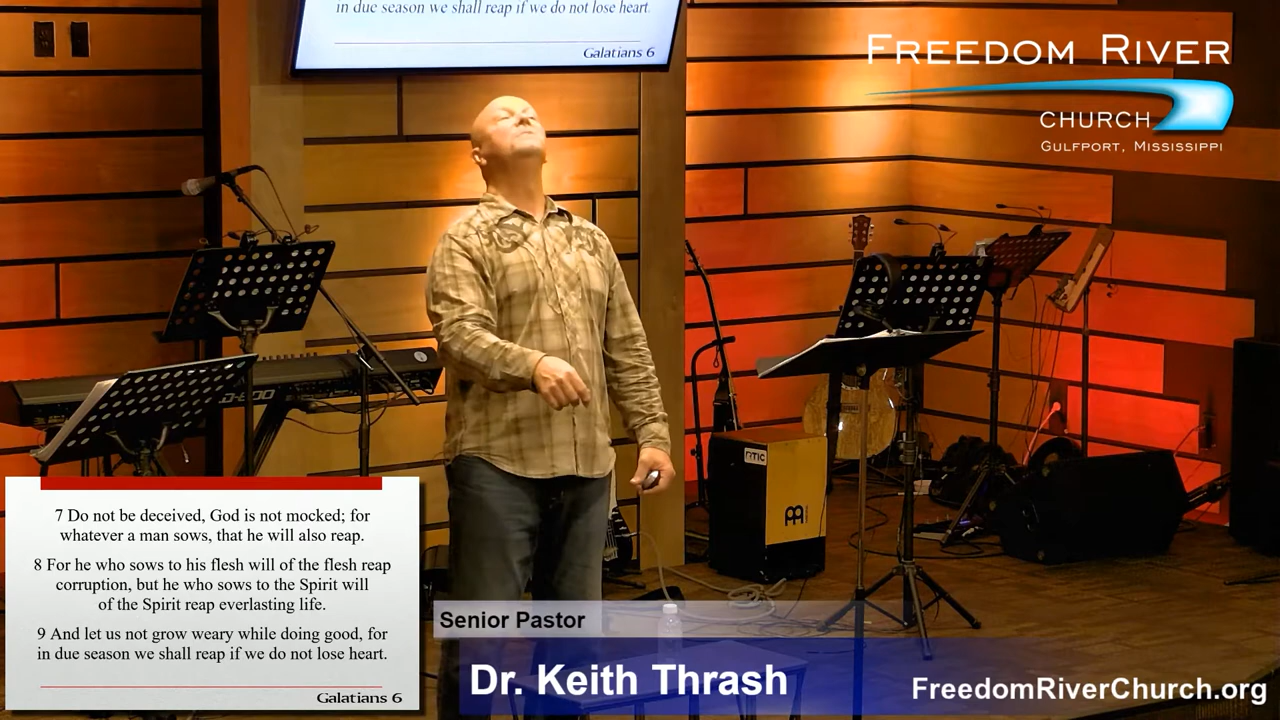 in due season we shall reap if we do not lose heart.
Galatians 6
FREEDOM RIVER
CHURCH
GULFPORT, MISSISSIPPI
RTIC
7 Do not be deceived, God is not mocked; for
whatever a man sows, that he will also reap.
8 For he who sows to his flesh will of the flesh reap
corruption, but he who sows to the Spirit will
of the Spirit reap everlasting life.
9 And let us not grow weary while doing good, for
in due season we shall reap if we do not lose heart.
Galatians 6
Senior Pastor
Dr. Keith Thrash
FreedomRiverChurch.org